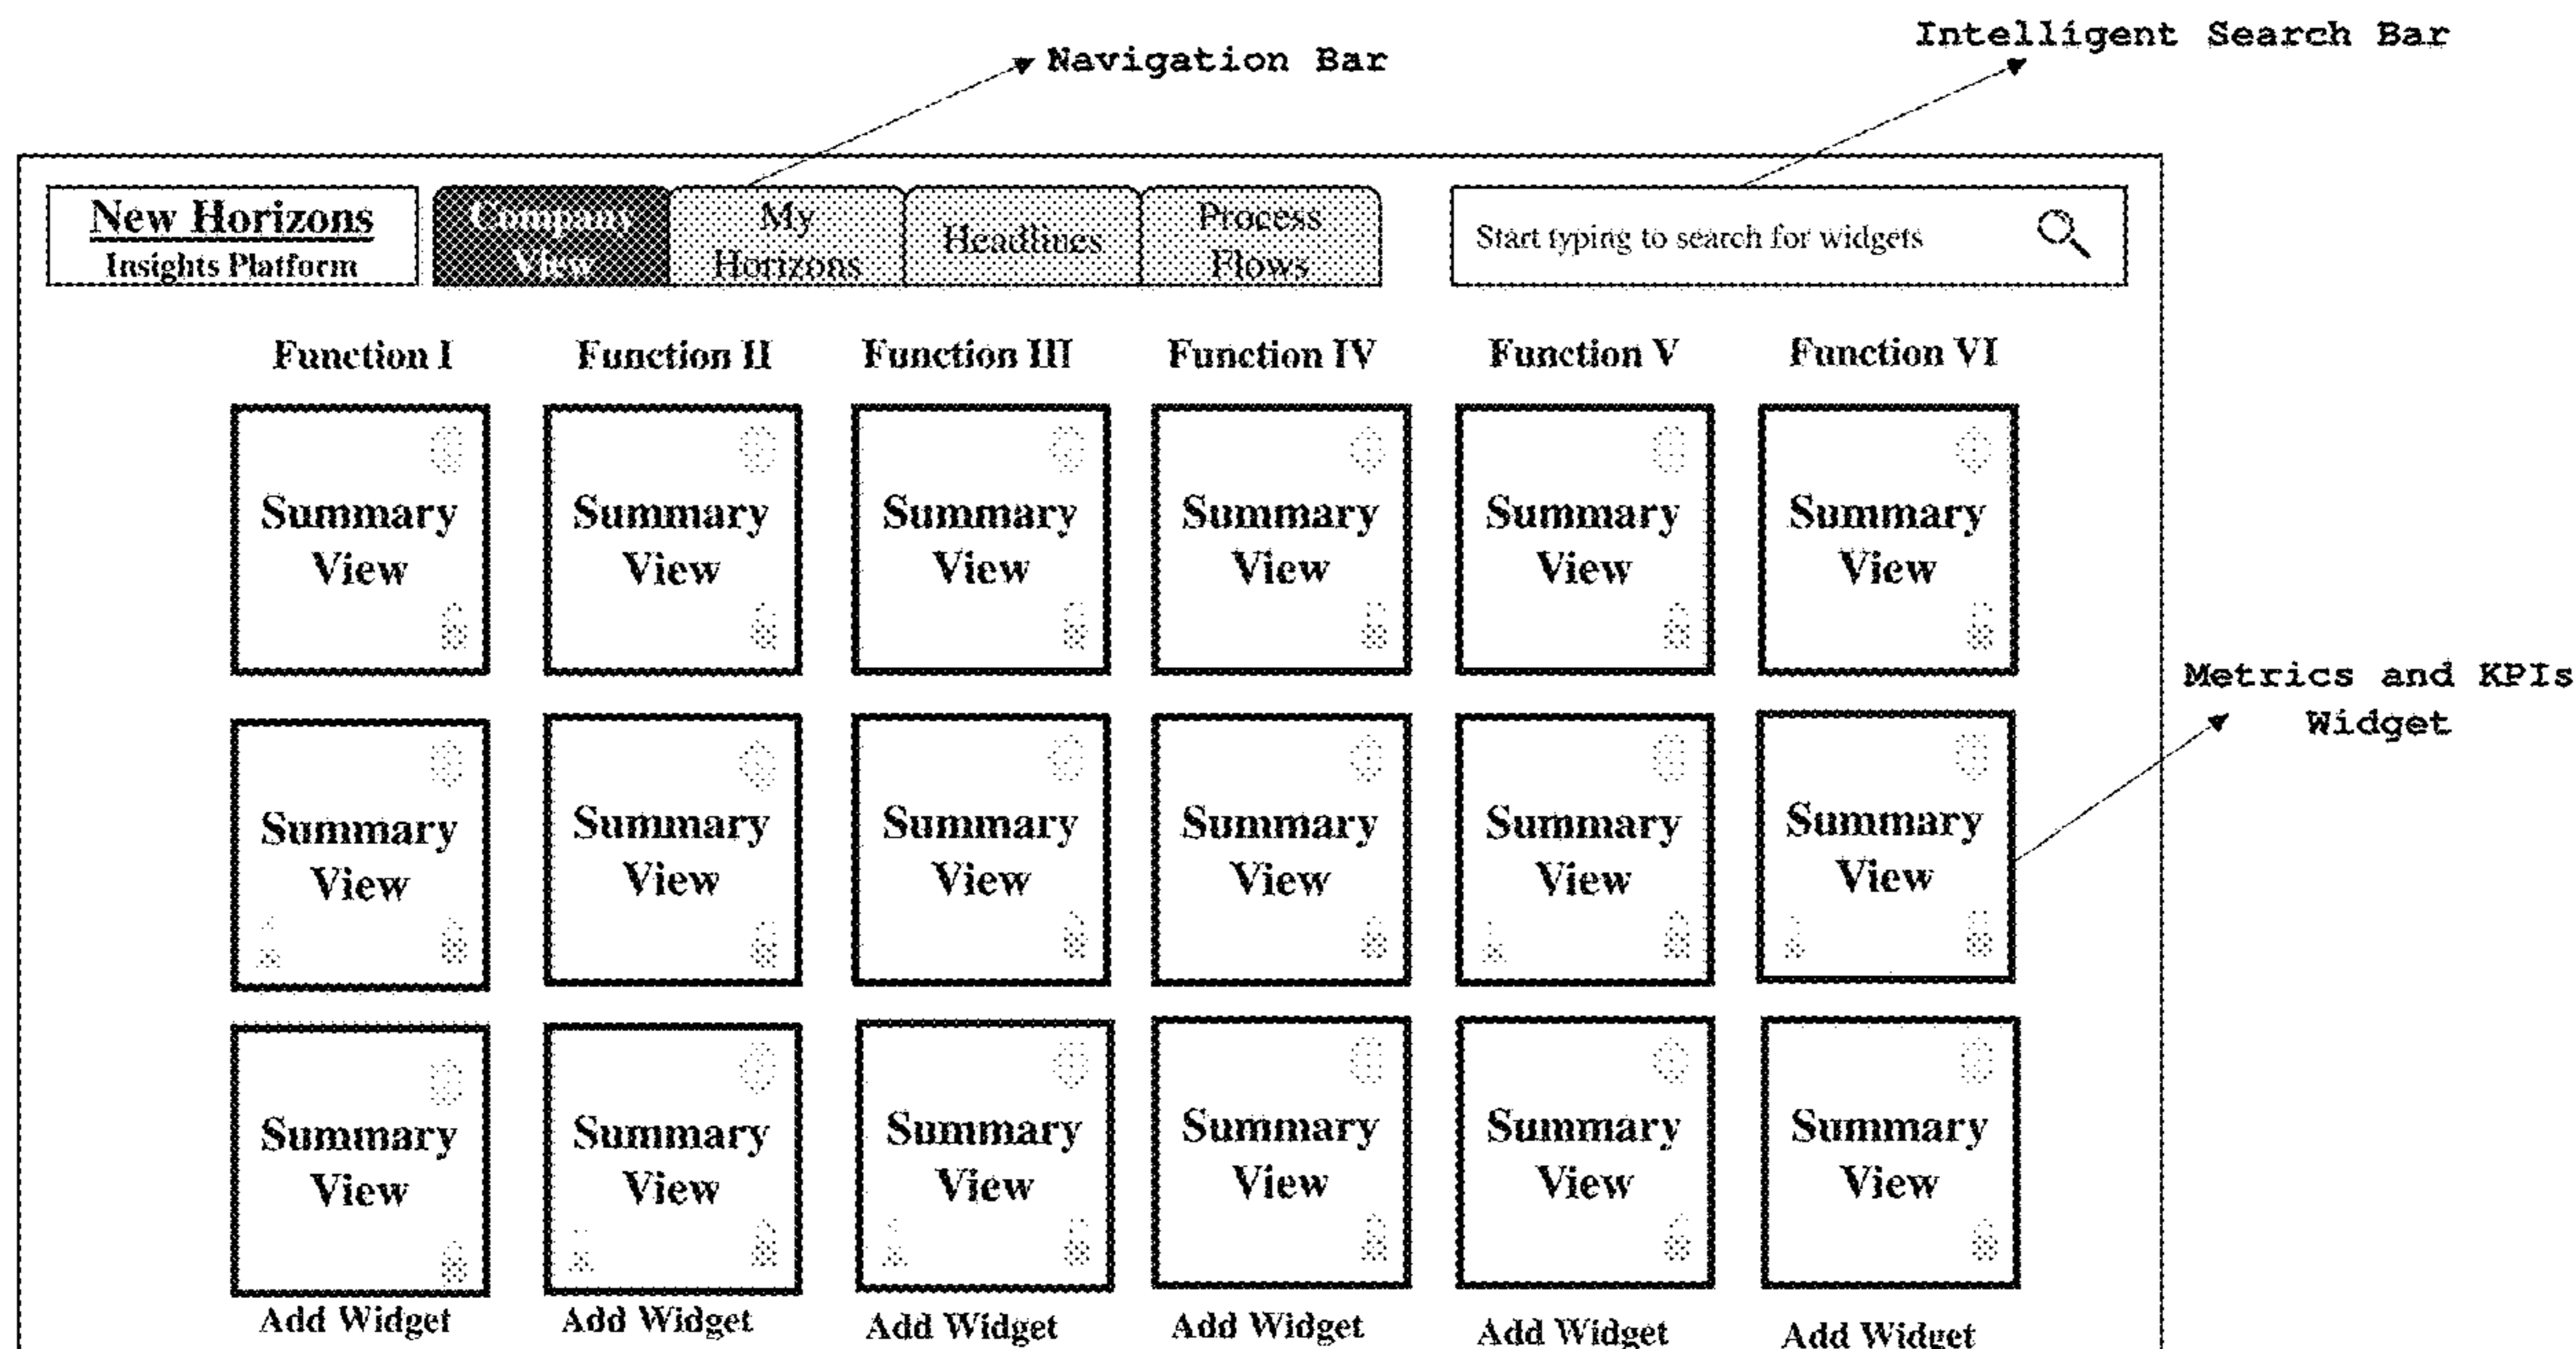 Intelligent Search Bar
Navigation Bar
New Horizons
Insights Platform
Company
View
My
Horizons
Headlines
Process
Flows
Start typing to search for widgets
Function I
Function II
Function III
Function IV
Function V
Function VI
Summary
View
Summary
View
Summary
View
Summary
View
Summary
View
Summary
View
Metrics and KPIs
Widget
Summary
View
Summary
View
Summary
View
Summary
View
Summary
View
Summary
View
Summary
View
Summary
View
Summary
View
Summary
View
Summary
View
Summary
View
Add Widget
Add Widget
Add Widget
Add Widget
Add Widget
Add Widget